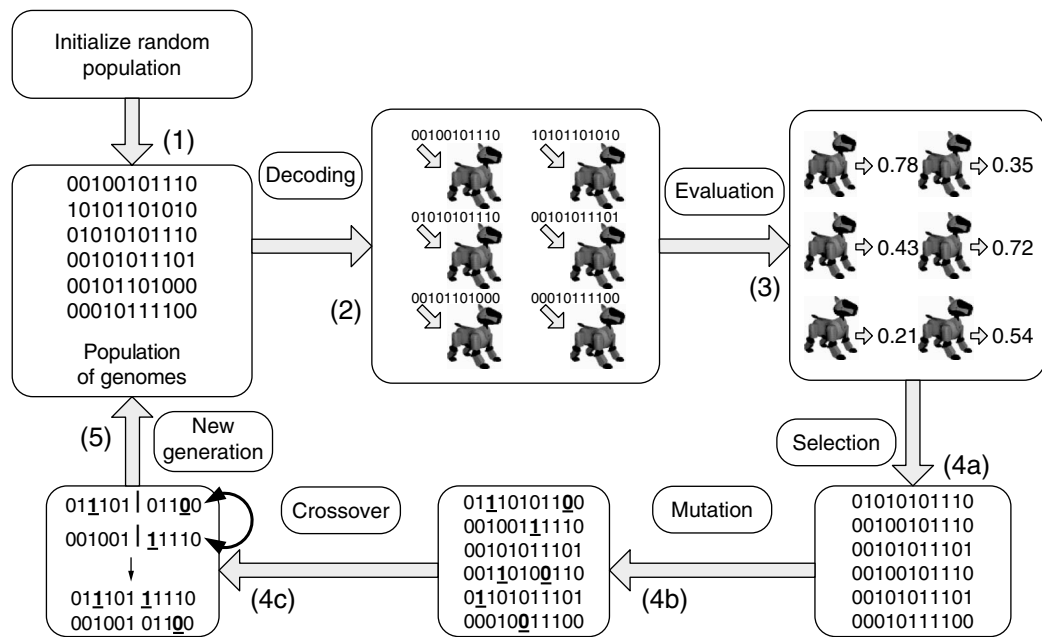 Initialize random
population
(1)
00100101110
10101101010
01010101110
00101011101
00101101000
00010111100
Population
of genomes
Decoding
(2)
00100101110 10101101010
01010101110 00101011101
00101101000 00010111100
Evaluation
(3)
0.78 0.35
0.43 0.72
0.21 0.54
Selection
(4a)
01010101110
00100101110
00101011101
00100101110
00101011101
00010111100
Mutation
(4b)
01110101100
00100111110
00101011101
00110100110
01101011101
00010011100
Crossover
(4c)
011101 01100
001001 11110
011101 11110
001001 01100
New
generation
(5)